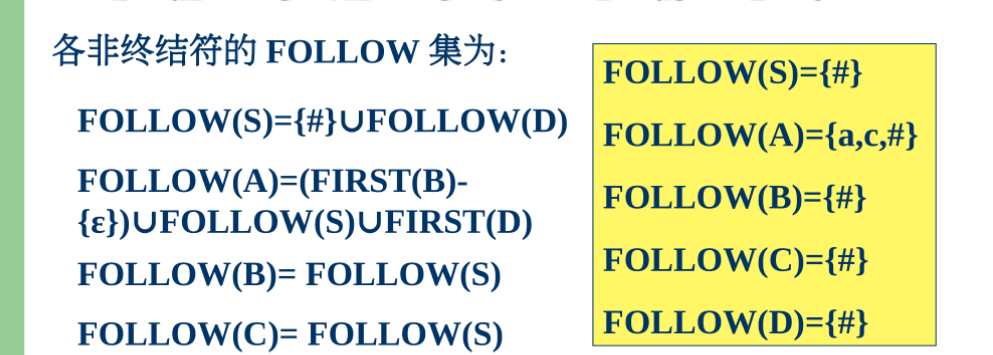 各非终结符的 FOLLOW 集为：
FOLLOW(S)={#}∪FOLLOW(D)
FOLLOW(A)=(FIRST(B)-
{ε})∪FOLLOW(S)∪FIRST(D)
FOLLOW(B)= FOLLOW(S)
FOLLOW(C)= FOLLOW(S)
FOLLOW(S)={#}
FOLLOW(A)={a,c,#}
FOLLOW(B)={#}
FOLLOW(C)={#}
FOLLOW(D)={#}